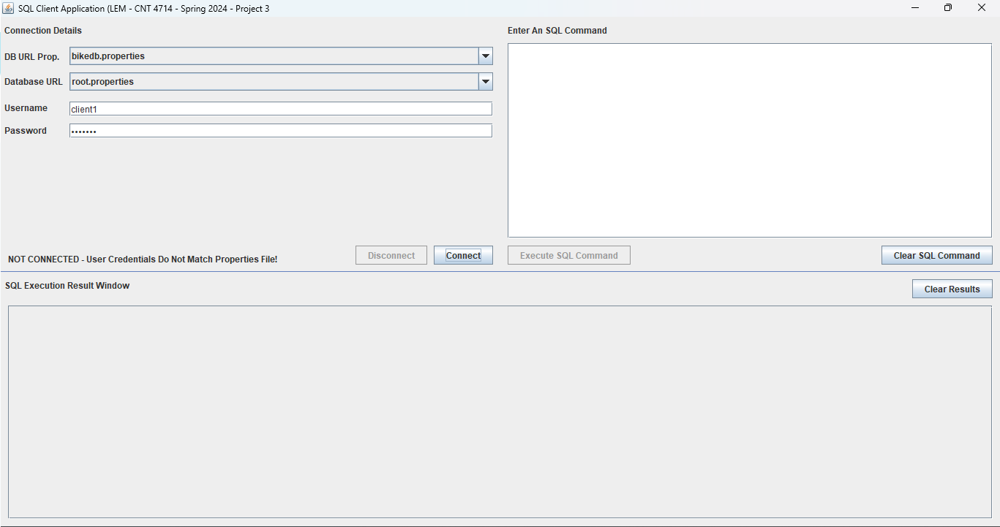 SQL Client Application (LEM - CNT 4714 - Spring 2024 - Project 3
Connection Details
DB URL Prop.
bikedb.properties
Database URL
root.properties
Username
client1
Password
•••••••
NOT CONNECTED - User Credentials Do Not Match Properties File!
Disconnect
Connect
Enter An SQL Command
Execute SQL Command
Clear SQL Command
SQL Execution Result Window
Clear Results